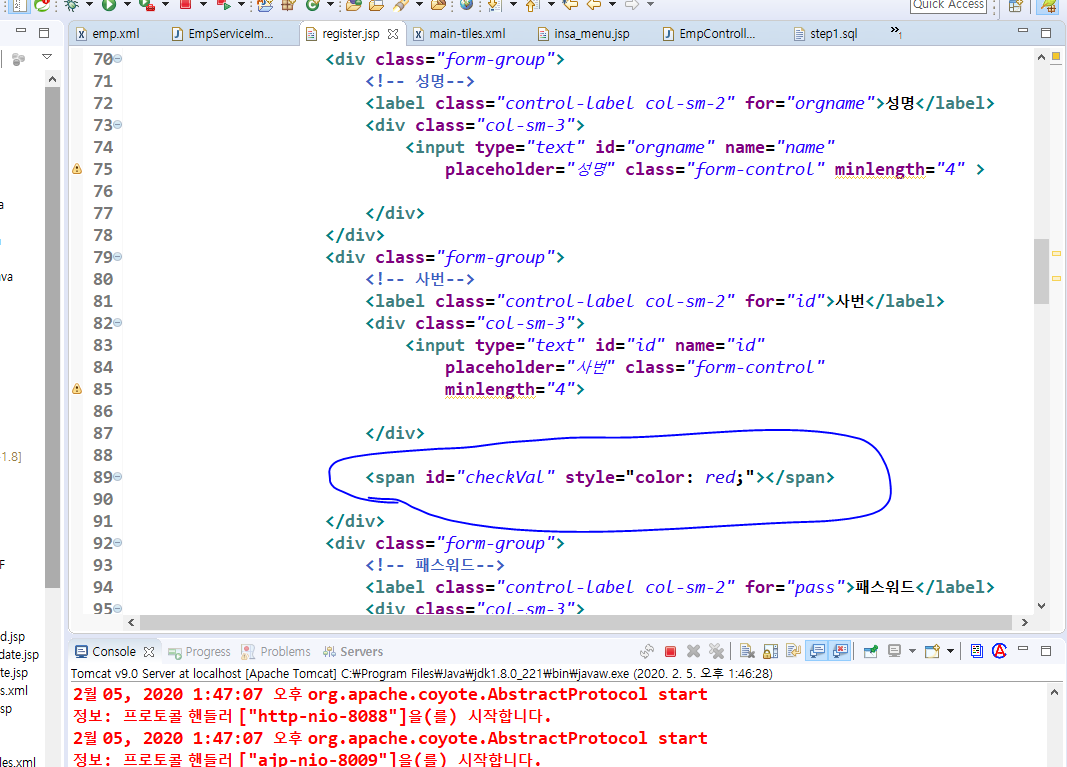 Quick Access
emp.xml
EmpServiceIm...
register.jsp
main-tiles.xml
insa_menu.jsp
EmpControll...
step1.sql
»1
70 <div class="form-group">
71 <!-- 성명-->
72 <label class="control-label col-sm-2" for="orgname">성명</label>
73 <div class="col-sm-3">
74 <input type="text" id="orgname" name="name"
75 placeholder="성명" class="form-control" minlength="4" >
76
77 </div>
78 </div>
79 <div class="form-group">
80 <!-- 사번-->
81 <label class="control-label col-sm-2" for="id">사번</label>
82 <div class="col-sm-3">
83 <input type="text" id="id" name="id"
84 placeholder="사번" class="form-control"
85 minlength="4">
86
87 </div>
88
89 <span id="checkVal" style="color: red;"></span>
90
91 </div>
92 <div class="form-group">
93 <!-- 패스워드-->
94 <label class="control-label col-sm-2" for="pass">패스워드</label>
95 <div class="col-sm-3">
a
va
-1.8]
F
d.jsp
date.jsp
te.jsp
s.xml
sp
les.xml
Console
Progress
Problems
Servers
Tomcat v9.0 Server at localhost [Apache Tomcat] C:₩Program Files₩Java₩jdk1.8.0_221₩bin₩javaw.exe (2020. 2. 5. 오후 1:46:28)
2월 05, 2020 1:47:07 오후 org.apache.coyote.AbstractProtocol start
정보: 프로토콜 핸들러 ["http-nio-8088"]을(를) 시작합니다.
2월 05, 2020 1:47:07 오후 org.apache.coyote.AbstractProtocol start
정보: 프로토콜 핸들러 ["ajp-nio-8009"]을(를) 시작합니다.